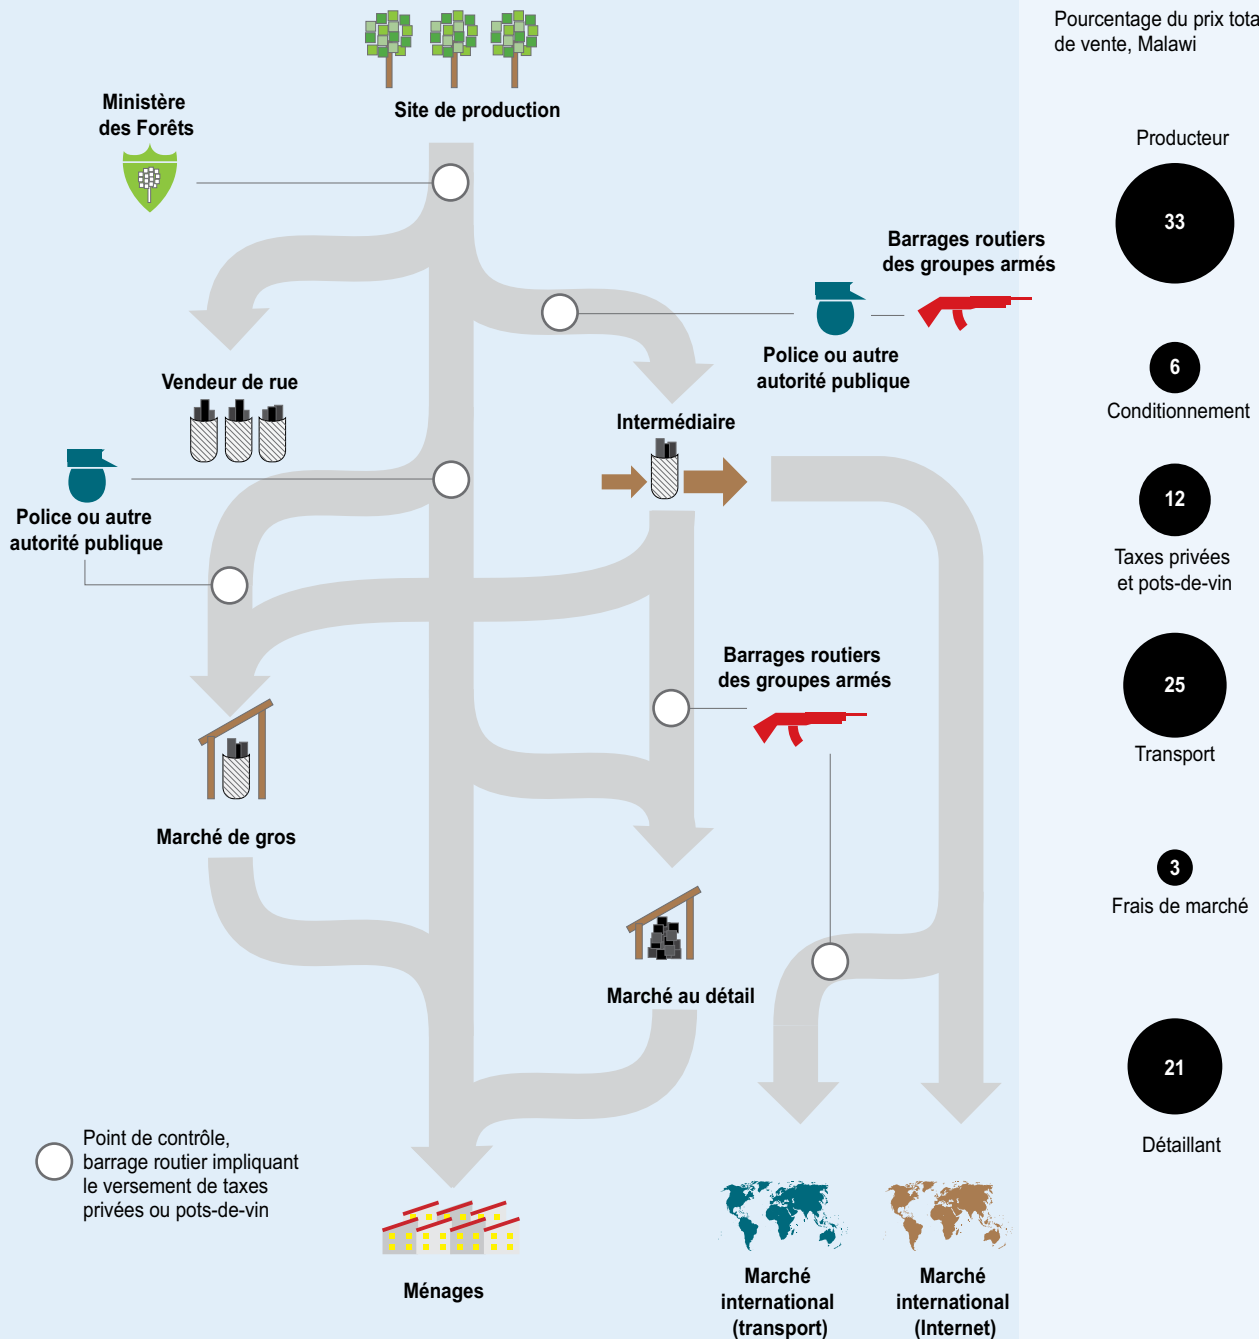 Pourcentage du prix tota
de vente, Malawi
Ministère
des Forêts
Site de production
Producteur
33
Barrages routiers
des groupes armés
Police ou autre
autorité publique
6
Conditionnement
Vendeur de rue
Intermédiaire
12
Taxes privées
et pots-de-vin
Police ou autre
autorité publique
Barrages routiers
des groupes armés
25
Transport
Marché de gros
3
Frais de marché
Marché au détail
21
Détaillant
Point de contrôle,
barrage routier impliquant
le versement de taxes
privées ou pots-de-vin
Ménages
Marché
international
(transport)
Marché
international
(Internet)